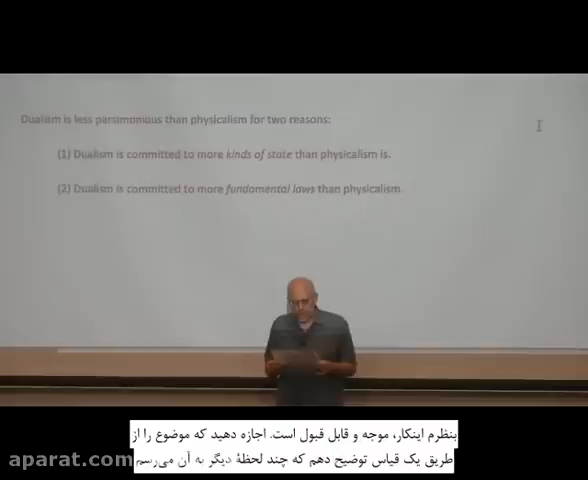 Dualism is less parsimonious than physicalism for two reasons:
(1) Dualism is committed to more kinds of state than physicalism is.
(2) Dualism is committed to more fundamental laws than physicalism.
بنظرم اینکار، موجه و قابل قبول است. اجازه دهید که موضوع را از
طریق یک قیاس توضیح دهم که چند لحظهٔ دیگر به آن می‌رسم
aparat.com